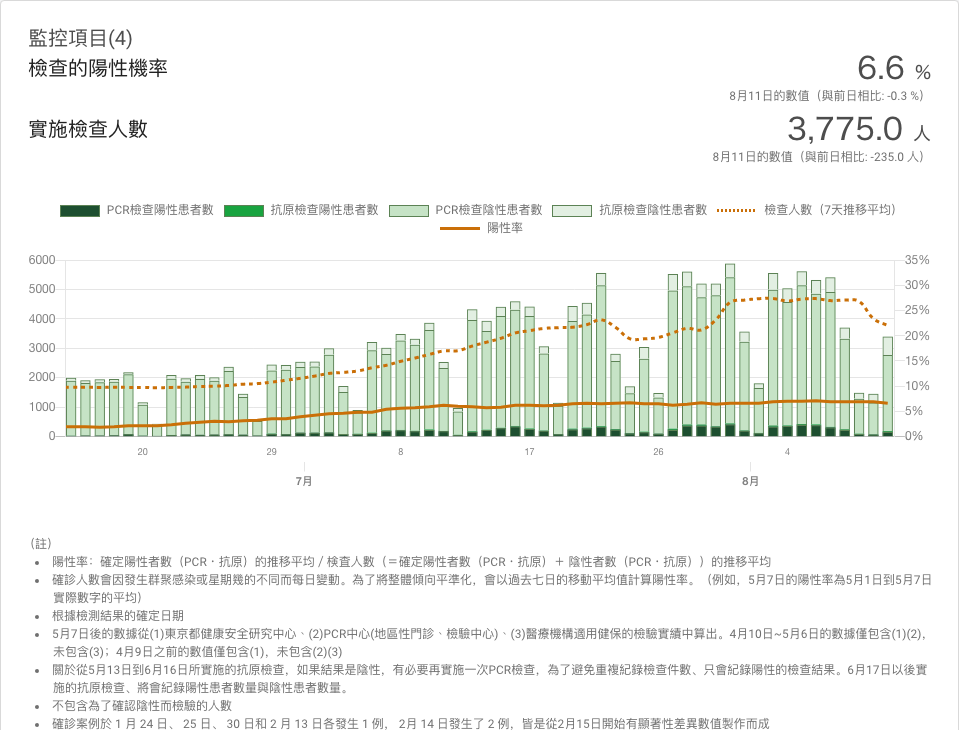 監控項目(4)
檢查的陽性機率
6.6 %
8月11日的數值（與前日相比: -0.3 %）
實施檢查人數
3,775.0 人
8月11日的數值（與前日相比: -235.0 人）
PCR檢查陽性患者數 抗原檢查陽性患者數 PCR檢查陰性患者數 抗原檢查陰性患者數 檢查人數（7天推移平均）
陽性率
6000 35%
5000 30%
4000 25%
3000 20%
2000 15%
1000 10%
0 5%
0%
20 29 8 17 26 4
7月 8月
（註）
陽性率：確定陽性者數（PCR・抗原）的推移平均 / 檢查人數（＝確定陽性者數（PCR・抗原）＋ 陰性者數（PCR・抗原））的推移平均
確診人數會因發生群聚感染或星期幾的不同而每日變動。為了將整體傾向平準化，會以過去七日的移動平均值計算陽性率。（例如，5月7日的陽性率為5月1日到5月7日
實際數字的平均）
根據檢測結果的確定日期
5月7日後的數據從(1)東京都健康安全研究中心、(2)PCR中心(地區性門診、檢驗中心)、(3)醫療機構適用健保的檢驗實績中算出。4月10日~5月6日的數據僅包含(1)(2)，
未包含(3)；4月9日之前的數值僅包含(1)，未包含(2)(3)
關於從5月13日到6月16日所實施的抗原檢查，如果結果是陰性，有必要再實施一次PCR檢查，為了避免重複紀錄檢查件數、只會紀錄陽性的檢查結果。6月17日以後實
施的抗原檢查、將會紀錄陽性患者數量與陰性患者數量。
不包含為了確認陰性而檢驗的人數
確診案例於 1 月 24 日、 25 日、 30 日和 2 月 13 日各發生 1 例， 2月 14 日發生了 2 例，皆是從2月15日開始有顯著性差異數值製作而成